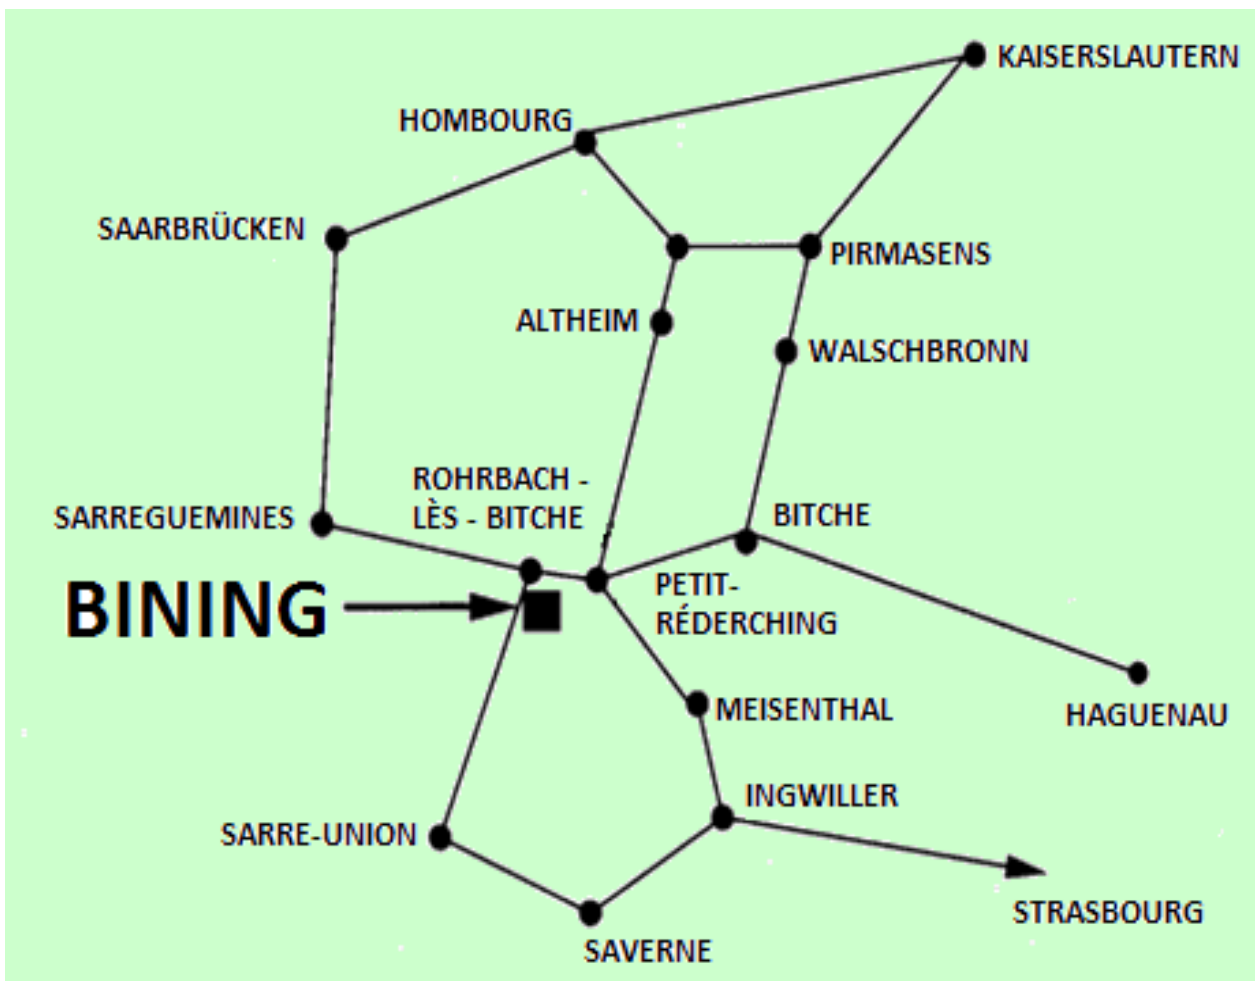 KAISERSLAUTERN
HOMBOURG
SAARBRÜCKEN
PIRMASENS
ALTHEIM
WALSCHBRONN
ROHRBACH -
LÈS - BITCHE
SARREGUEMINES
BITCHE
BINING
PETIT-
RÉDERCHING
MEISENTHAL
HAGUENAU
INGWILLER
SARRE-UNION
STRASBOURG
SAVERNE